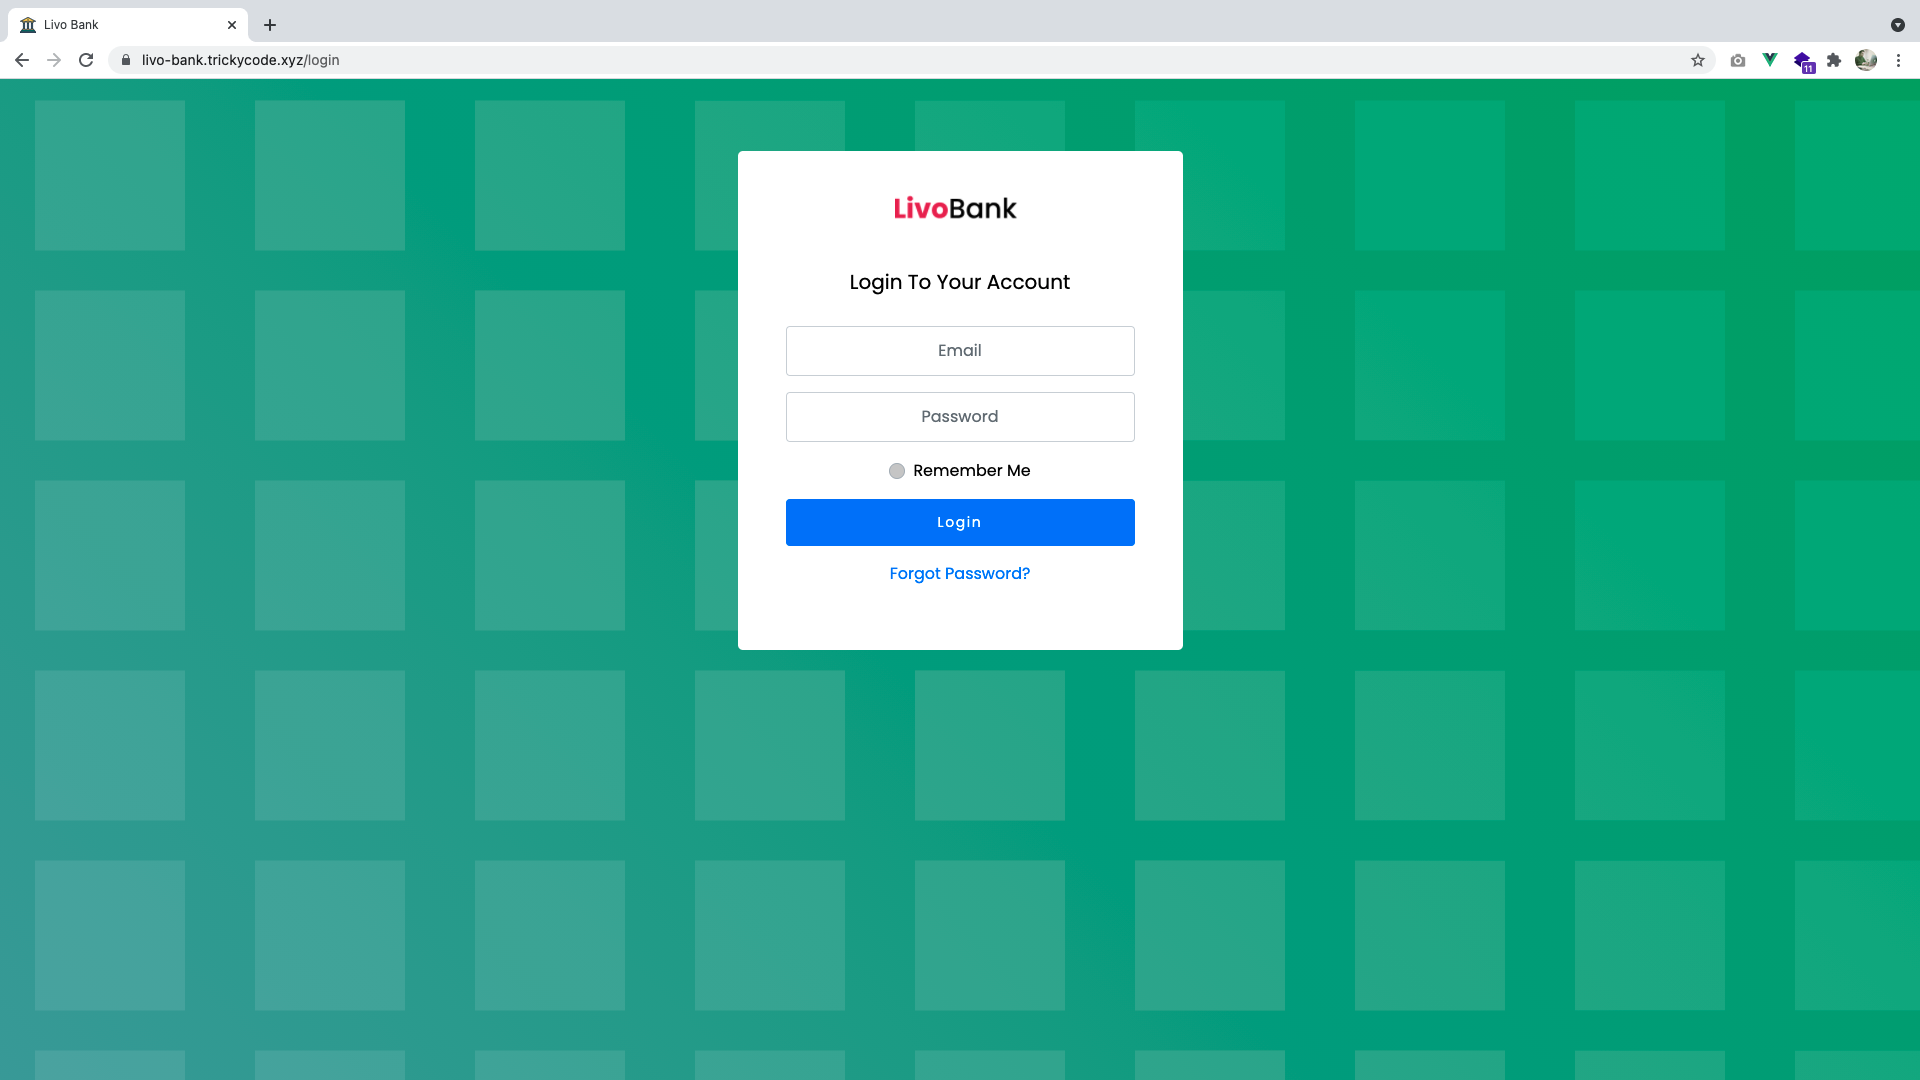 Livo Bank
livo-bank.trickycode.xyz/login
11
LivoBank
Login To Your Account
Email
Password
Remember Me
Login
Forgot Password?